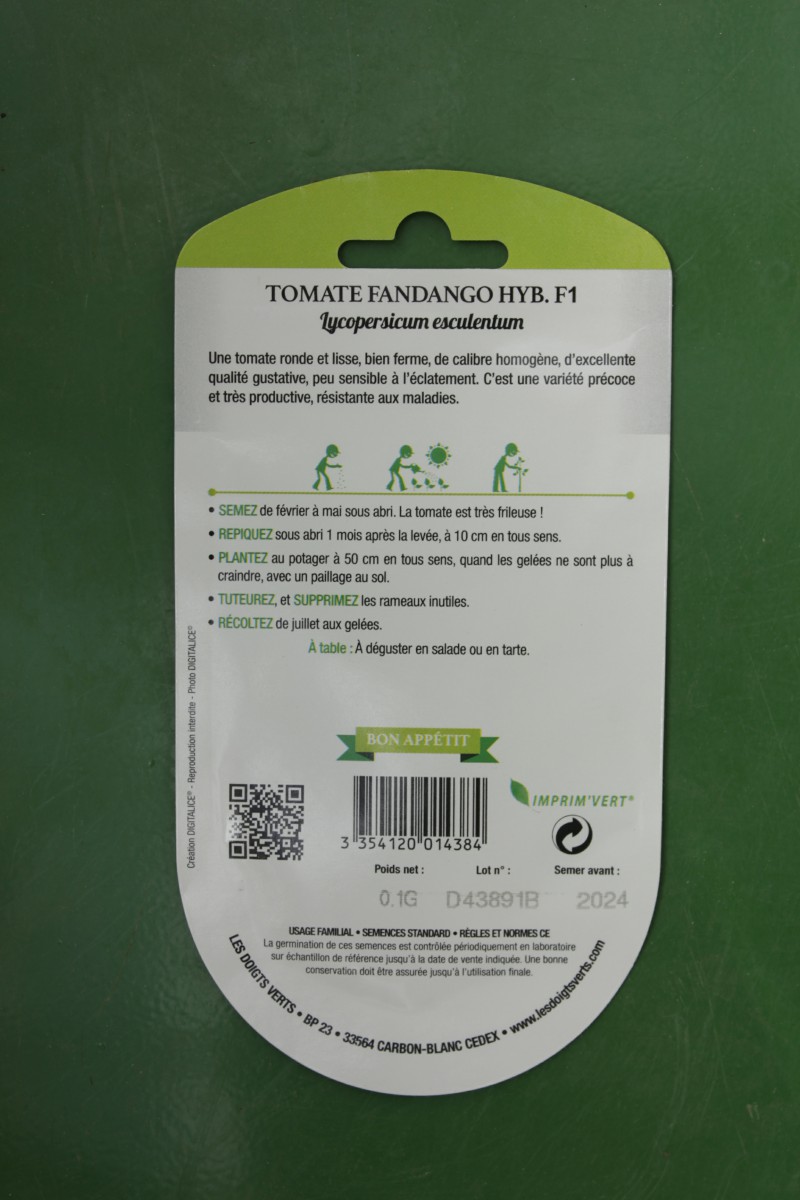 TOMATE FANDANGO HYB. F1
Lycopersicum esculentum
Une tomate ronde et lisse, bien ferme, de calibre homogène, d'excellente
qualité gustative, peu sensible à l'éclatement. C'est une variété précoce
et très productive, résistante aux maladies.
• SEMEZ de février à mai sous abri. La tomate est très frileuse !
• REPIQUEZ sous abri 1 mois après la levée, à 10 cm en tous sens.
• PLANTEZ au potager à 50 cm en tous sens, quand les gelées ne sont plus à
craindre, avec un paillage au sol.
• TUTEUREZ, et SUPPRIMEZ les rameaux inutiles.
• RÉCOLTEZ de juillet aux gelées.
À table : À déguster en salade ou en tarte.
Création DIGITALICE® - Reproduction interdite - Photo DIGITALICE®
BON APPÉTIT
IMPRIM'VERT®
3 354120 014384
Poids net : Lot n° : Semer avant :
0.1G D43891B 2024
USAGE FAMILIAL • SEMENCES STANDARD • RÈGLES ET NORMES CE
La germination de ces semences est contrôlée périodiquement en laboratoire
sur échantillon de référence jusqu'à la date de vente indiquée. Une bonne
conservation doit être assurée jusqu'à l'utilisation finale.
LES DOIGTS VERTS • BP 23 • 33564 CARBON-BLANC CEDEX • www.lesdoigtsverts.com